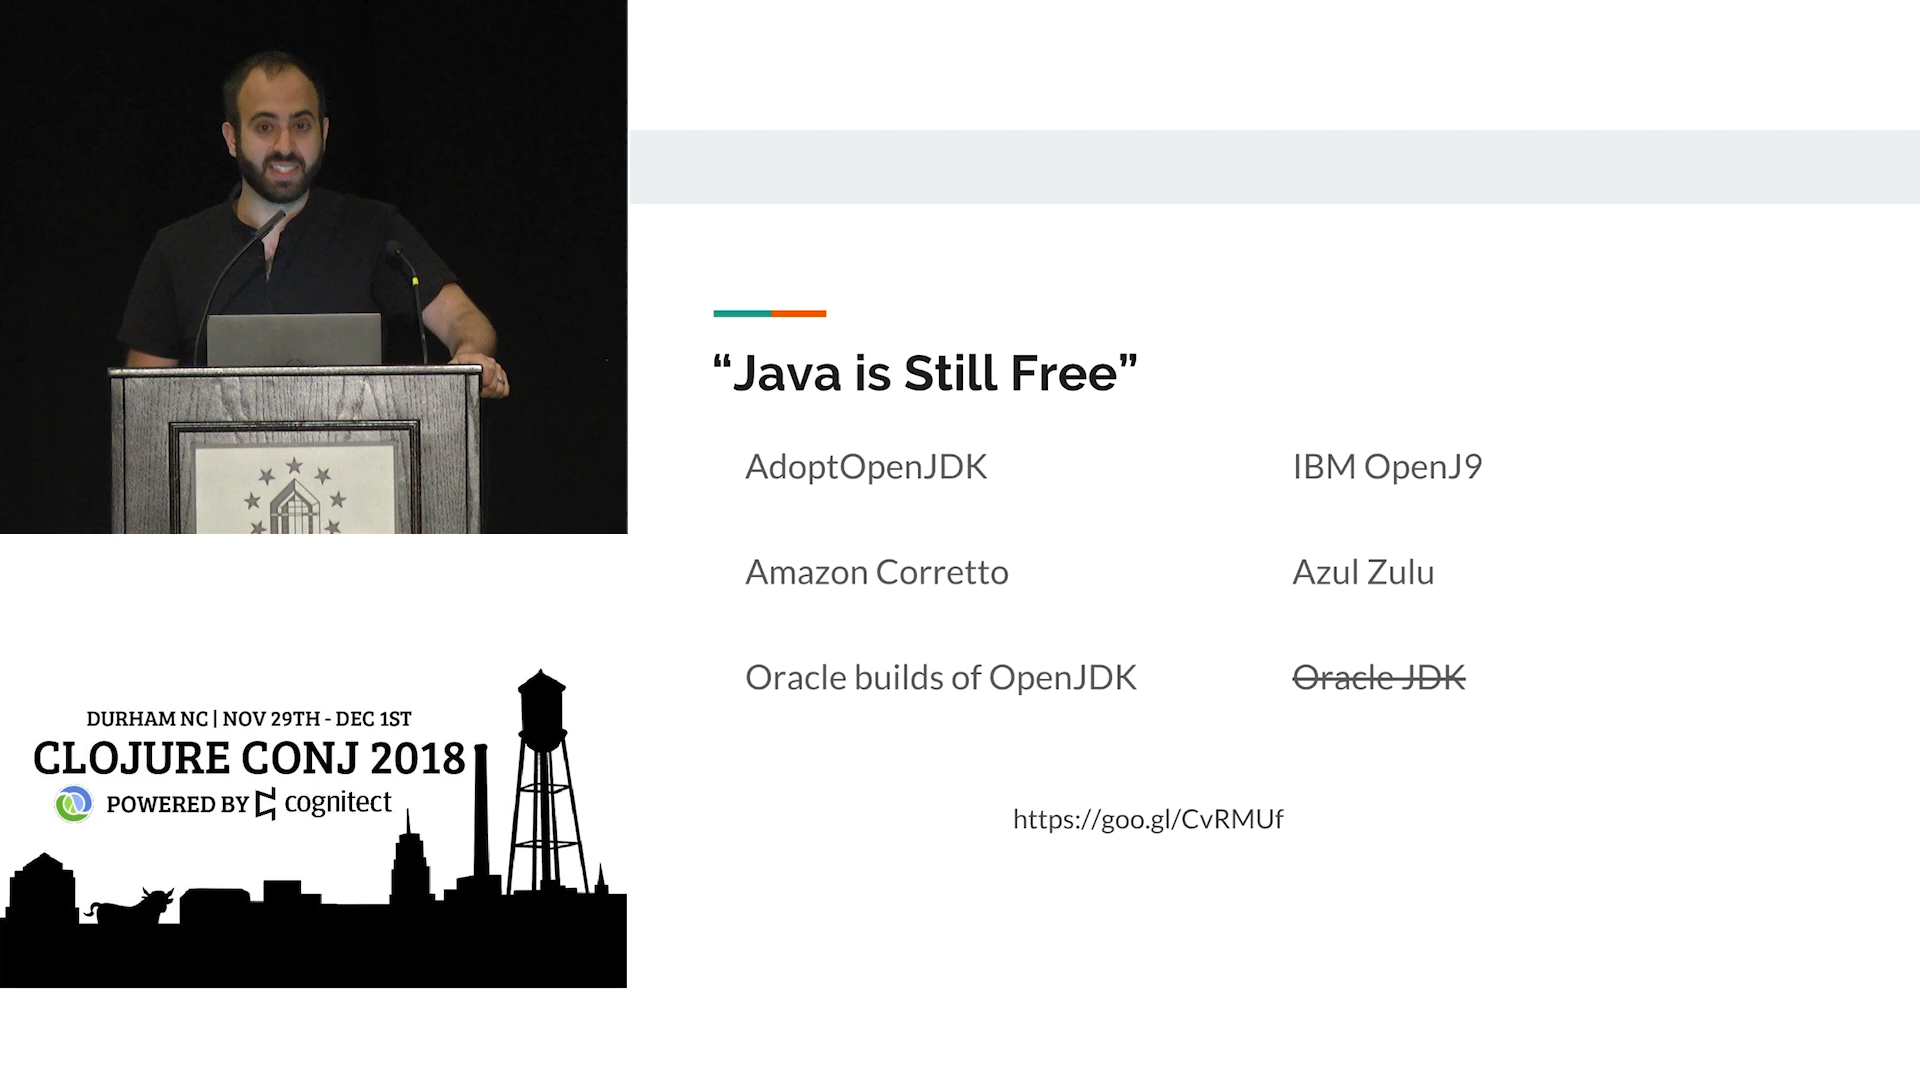 “Java is Still Free”
AdoptOpenJDK
IBM OpenJ9
Amazon Corretto
Azul Zulu
Oracle builds of OpenJDK
Oracle JDK
https://goo.gl/CvRMUf
DURHAM NC | NOV 29TH - DEC 1ST
CLOJURE CONJ 2018
POWERED BY cognitect